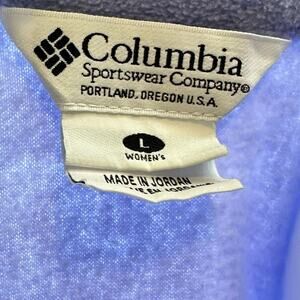 Columbia
Sportswear Company®
PORTLAND, OREGON U.S.A.
L
WOMEN'S
MADE IN JORDAN